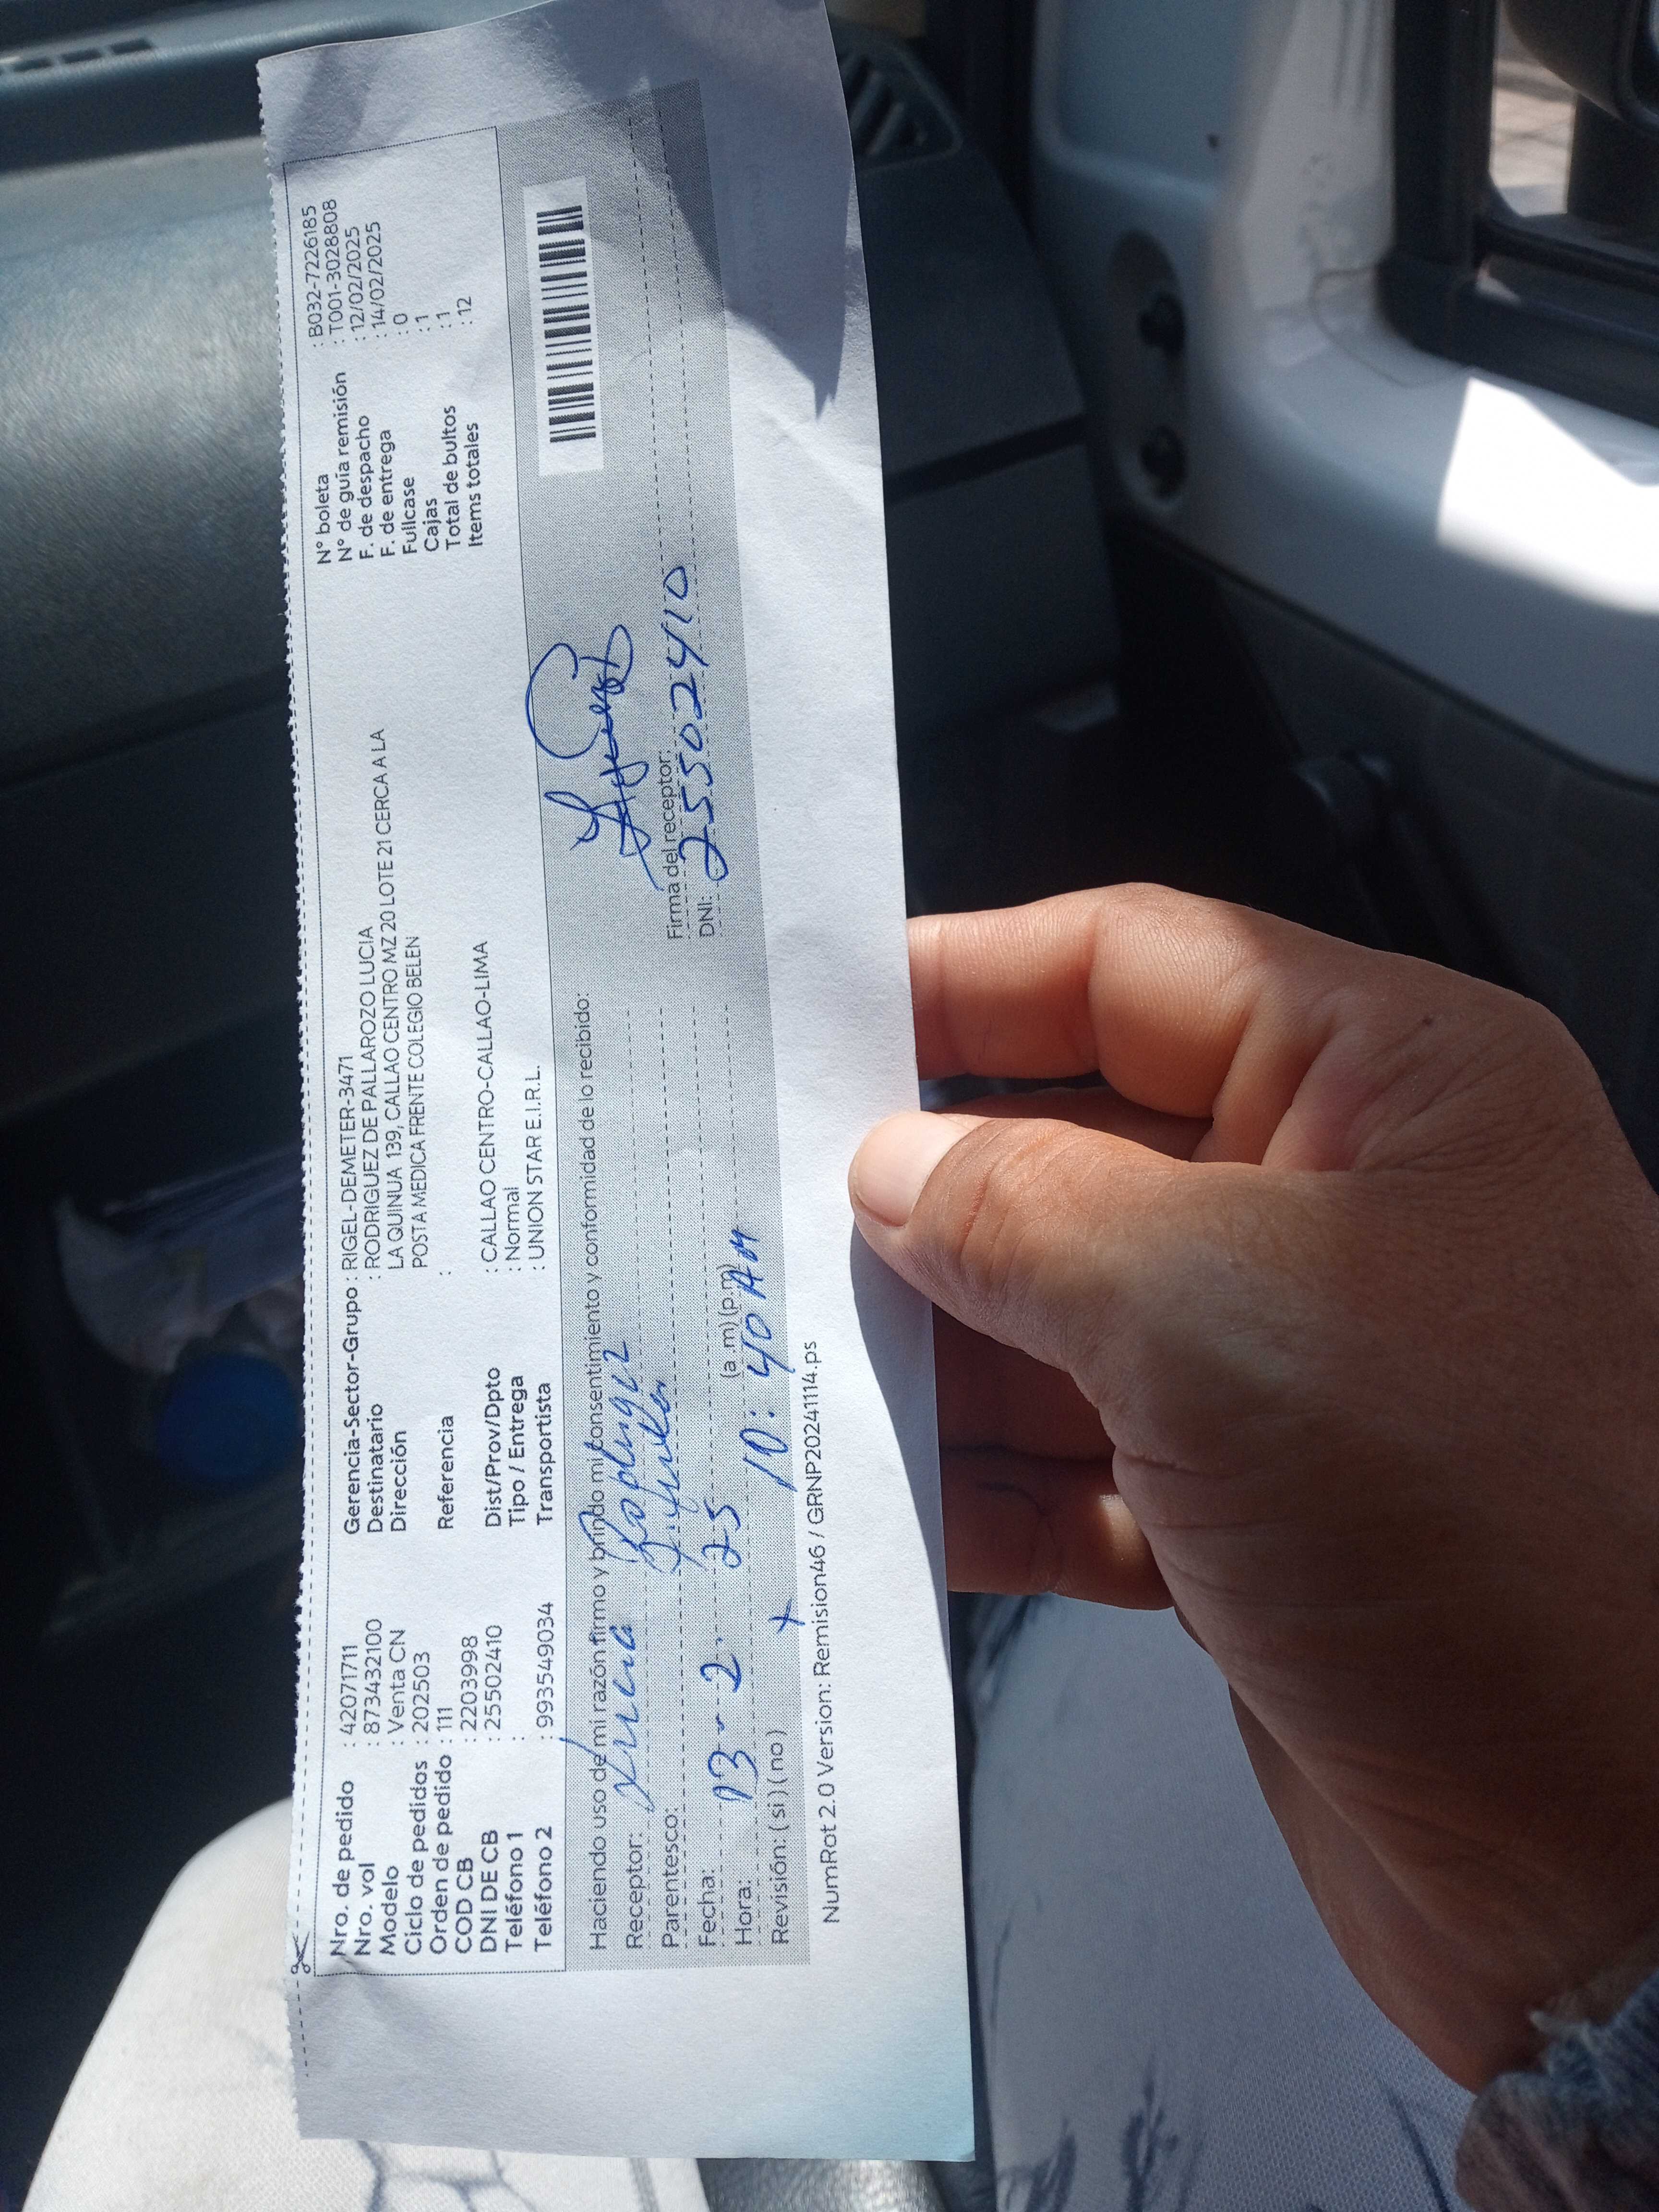 Nro. de pedido : 42071711
Nro. vol : 873432100
Modelo : Venta CN
Ciclo de pedidos : 202503
Orden de pedido : 111
COD CB : 2203998
DNI DE CB : 25502410
Teléfono 1 :
Teléfono 2 : 993549034
Gerencia-Sector-Grupo : RIGEL-DEMETER-3471
Destinatario : RODRIGUEZ DE PALLAROZO LUCIA
Dirección LA QUINUA 139, CALLAO CENTRO MZ 20 LOTE 21 CERCA A LA
POSTA MEDICA FRENTE COLEGIO BELEN
Referencia :
Dist/Prov/Dpto : CALLAO CENTRO-CALLAO-LIMA
Tipo / Entrega : Normal
Transportista : UNION STAR E.I.R.L.
N° boleta : B032-7226185
N° de guía remisión : T001-3028808
F. de despacho : 12/02/2025
F. de entrega : 14/02/2025
Fullcase : 0
Cajas : 1
Total de bultos : 1
Items totales : 12
Haciendo uso de mi razón firmo y brindo mi consentimiento y conformidad de lo recibido:
Receptor: Lucia Rodriguez
Parentesco:
Fecha: 13 - 2. 25
Hora: 10: 40 AM (a.m) (p.m)
Revisión: ( si ) ( no ) x
Firma del receptor:
DNI: 25502410
NumRot 2.0 Version: Remision46 / GRNP20241114.ps